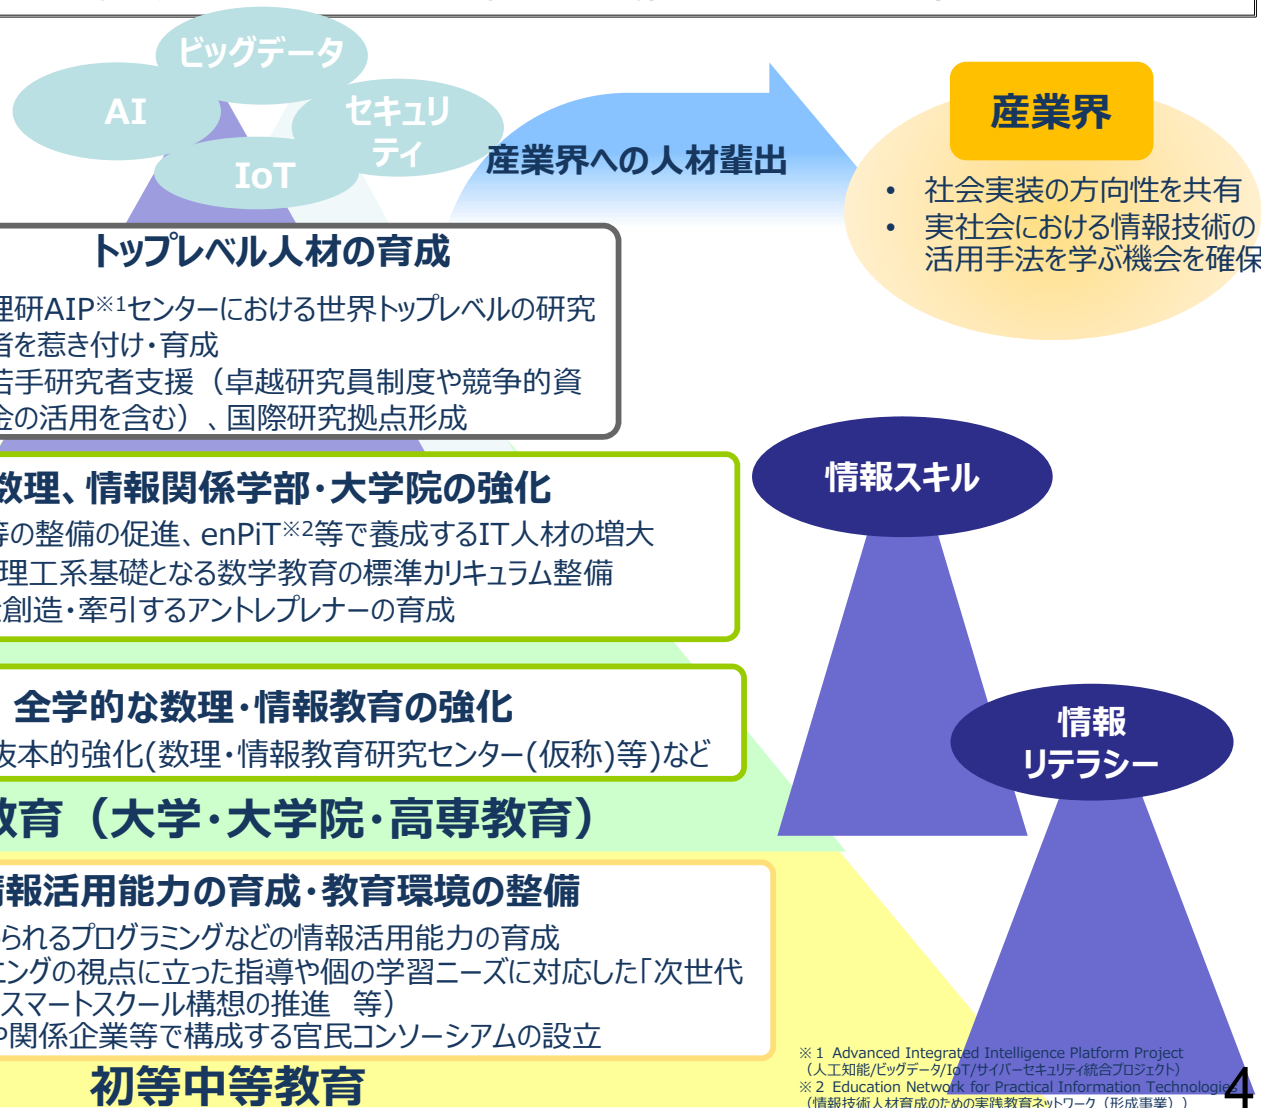 ビッグデータ
AI
セキュリ
ティ
IoT
産業界への人材輩出
産業界
• 社会実装の方向性を共有
• 実社会における情報技術の
活用手法を学ぶ機会を確保
トップレベル人材の育成
理研AIP※1センターにおける世界トップレベルの研究
者を惹き付け・育成
若手研究者支援（卓越研究員制度や競争的資
金の活用を含む）、国際研究拠点形成
数理、情報関係学部・大学院の強化
等の整備の促進、enPiT※2等で養成するIT人材の増大
理工系基礎となる数学教育の標準カリキュラム整備
創造・牽引するアントレプレナーの育成
情報スキル
全学的な数理・情報教育の強化
抜本的強化(数理・情報教育研究センター(仮称)等)など
教育（大学・大学院・高専教育）
情報
リテラシー
情報活用能力の育成・教育環境の整備
られるプログラミングなどの情報活用能力の育成
ニングの視点に立った指導や個の学習ニーズに対応した「次世代
スマートスクール構想の推進　等）
や関係企業等で構成する官民コンソーシアムの設立
初等中等教育
※１ Advanced Integrated Intelligence Platform Project
（人工知能/ビッグデータ/IoT/サイバーセキュリティ統合プロジェクト）
※２ Education Network for Practical Information Technologies
（情報技術人材育成のための実践教育ネットワーク（形成事業））
4